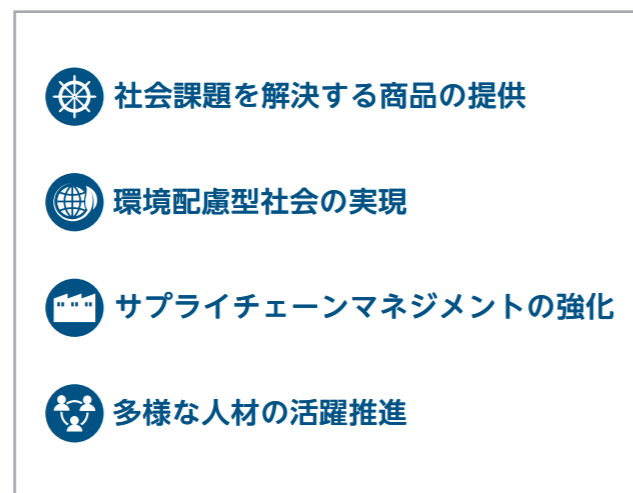 社会課題を解決する商品の提供
環境配慮型社会の実現
サプライチェーンマネジメントの強化
多様な人材の活躍推進